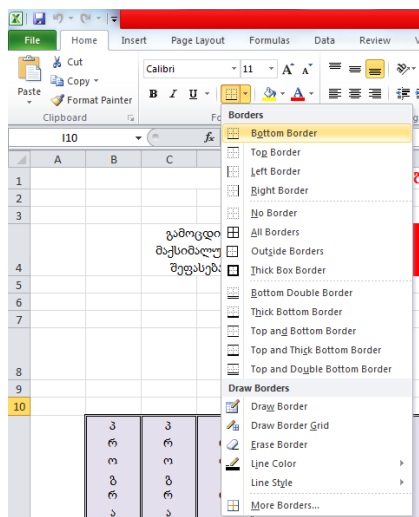 File Home Insert Page Layout Formulas Data Review
Cut
Copy
Format Painter
Paste
Clipboard
Calibri 11 A A
B I U A
I10 fx
Borders
Bottom Border
Top Border
Left Border
Right Border
No Border
All Borders
Outside Borders
Thick Box Border
Bottom Double Border
Thick Bottom Border
Top and Bottom Border
Top and Thick Bottom Border
Top and Double Bottom Border
Draw Borders
Draw Border
Draw Border Grid
Erase Border
Line Color
Line Style
More Borders...
A B C
1
2
3
4
5
6
7
8
9
10
პ პ
რ რ
ო ო
გ გ
რ რ
ა ა